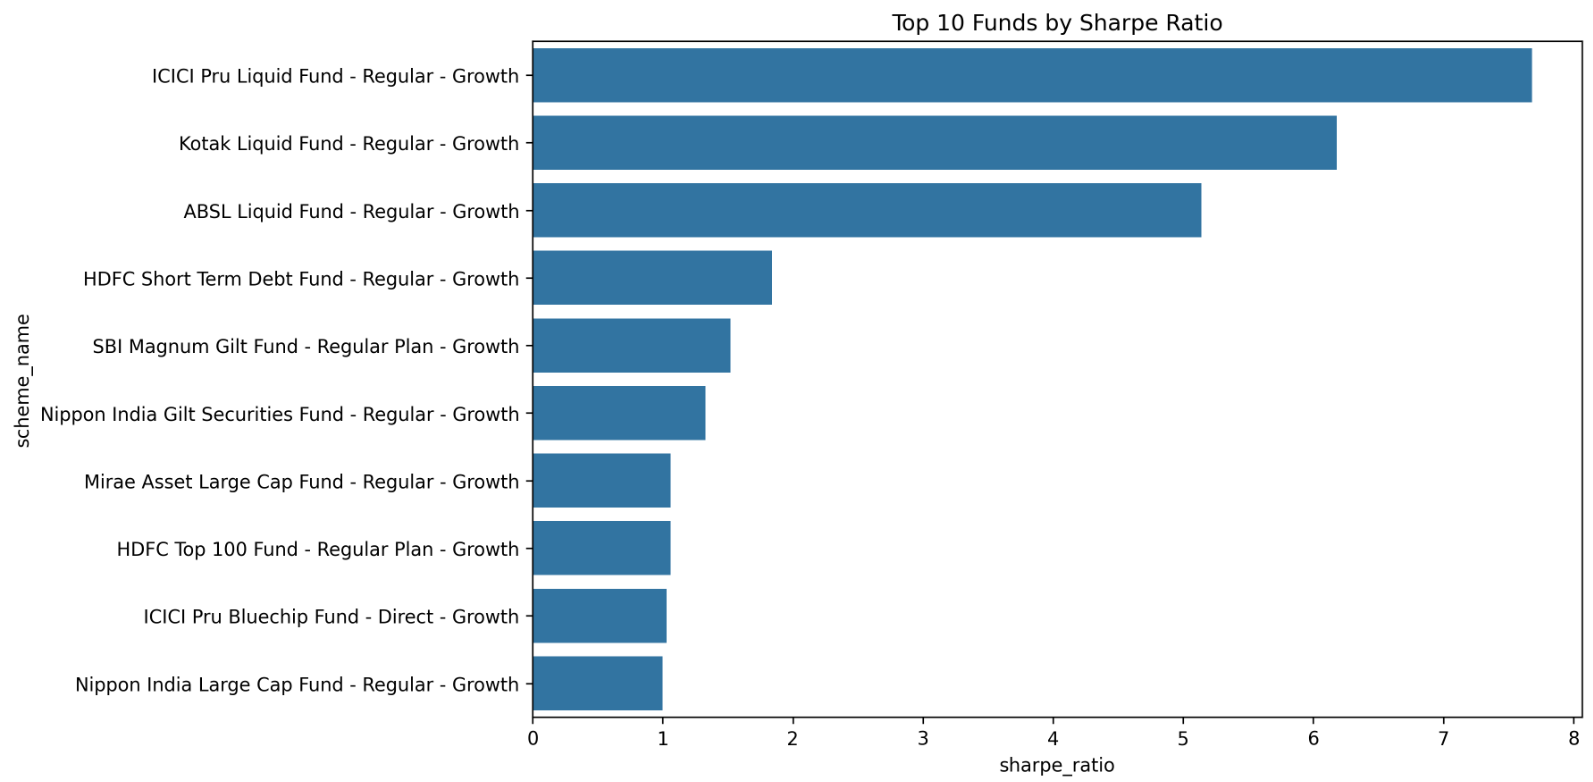 Top 10 Funds by Sharpe Ratio
scheme_name
ICICI Pru Liquid Fund - Regular - Growth
Kotak Liquid Fund - Regular - Growth
ABSL Liquid Fund - Regular - Growth
HDFC Short Term Debt Fund - Regular - Growth
SBI Magnum Gilt Fund - Regular Plan - Growth
Nippon India Gilt Securities Fund - Regular - Growth
Mirae Asset Large Cap Fund - Regular - Growth
HDFC Top 100 Fund - Regular Plan - Growth
ICICI Pru Bluechip Fund - Direct - Growth
Nippon India Large Cap Fund - Regular - Growth
0 1 2 3 4 5 6 7 8
sharpe_ratio